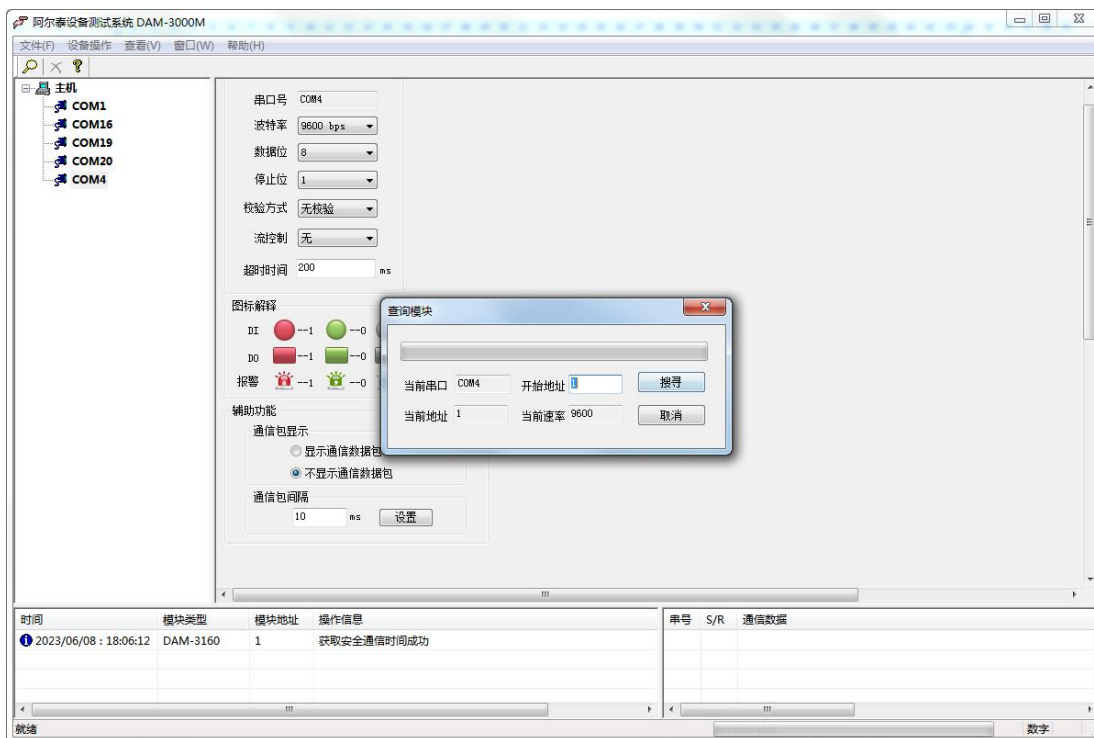 阿尔泰设备测试系统 DAM-3000M
文件(F) 设备操作 查看(V) 窗口(W) 帮助(H)
主机
COM1
COM16
COM19
COM20
COM4
串口号 COM4
波特率 9600 bps
数据位 8
停止位 1
校验方式 无校验
流控制 无
超时时间 200 ms
图标解释
DI --1 --0
DO --1 --0
报警 --1 --0
辅助功能
通信包显示
显示通信数据包
不显示通信数据包
通信包间隔
10 ms 设置
查询模块
当前串口 COM4 开始地址 1 搜寻
当前地址 1 当前速率 9600 取消
时间 模块类型 模块地址 操作信息
2023/06/08 : 18:06:12 DAM-3160 1 获取安全通信时间成功
串号 S/R 通信数据
就绪 数字